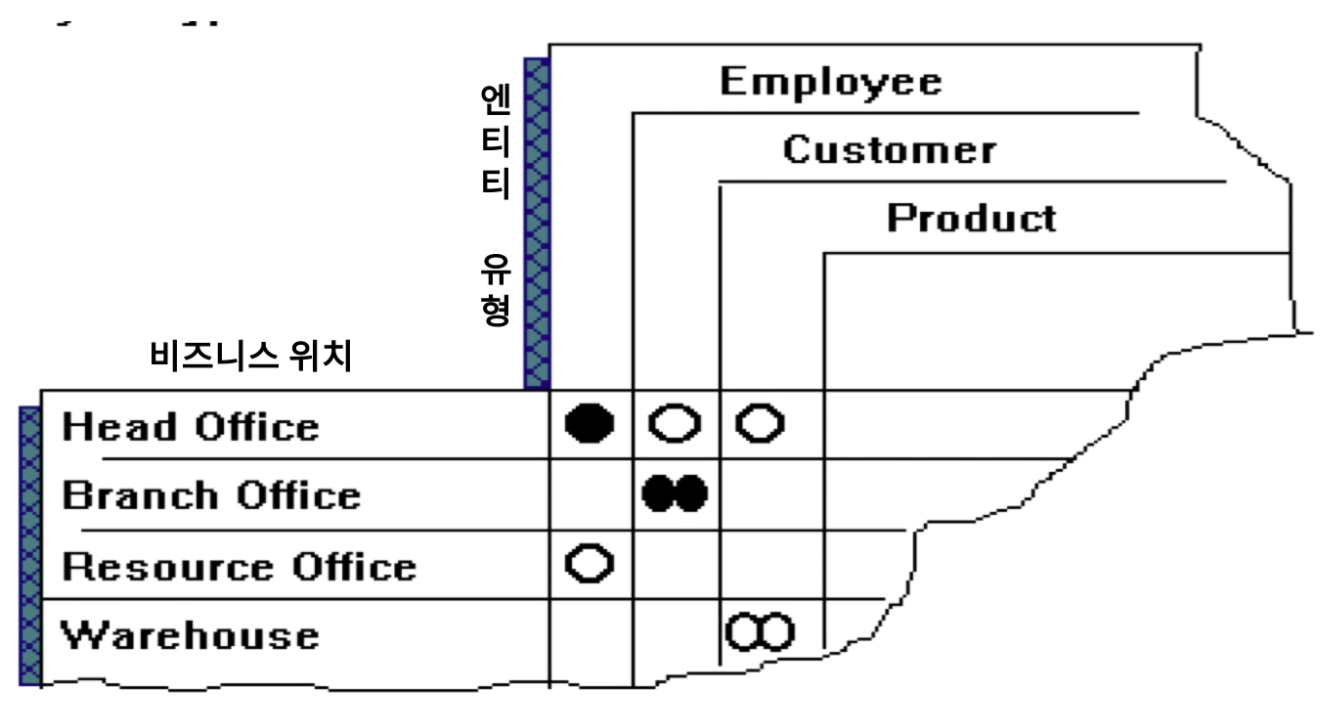 Employee
Customer
Product
엔티티 유형
비즈니스 위치
Head Office
Branch Office
Resource Office
Warehouse